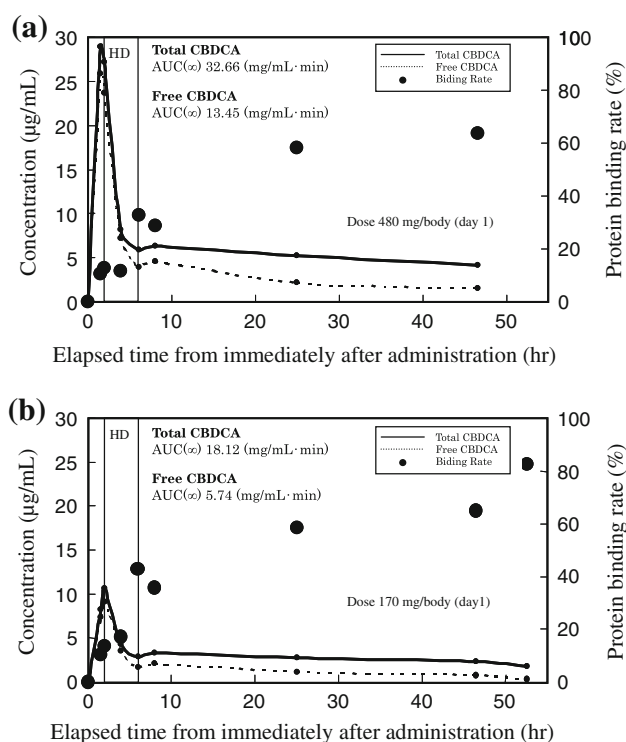 (a)
HD
Total CBDCA
AUC(∞) 32.66 (mg/mL·min)
Free CBDCA
AUC(∞) 13.45 (mg/mL·min)
Total CBDCA
Free CBDCA
Biding Rate
Dose 480 mg/body (day 1)
Concentration (µg/mL)
30
25
20
15
10
5
0
Protein binding rate (%)
100
80
60
40
20
0
0 10 20 30 40 50
Elapsed time from immediately after administration (hr)
(b)
HD
Total CBDCA
AUC(∞) 18.12 (mg/mL·min)
Free CBDCA
AUC(∞) 5.74 (mg/mL·min)
Total CBDCA
Free CBDCA
Biding Rate
Dose 170 mg/body (day1)
Concentration (µg/mL)
30
25
20
15
10
5
0
Protein binding rate (%)
100
80
60
40
20
0
0 10 20 30 40 50
Elapsed time from immediately after administration (hr)